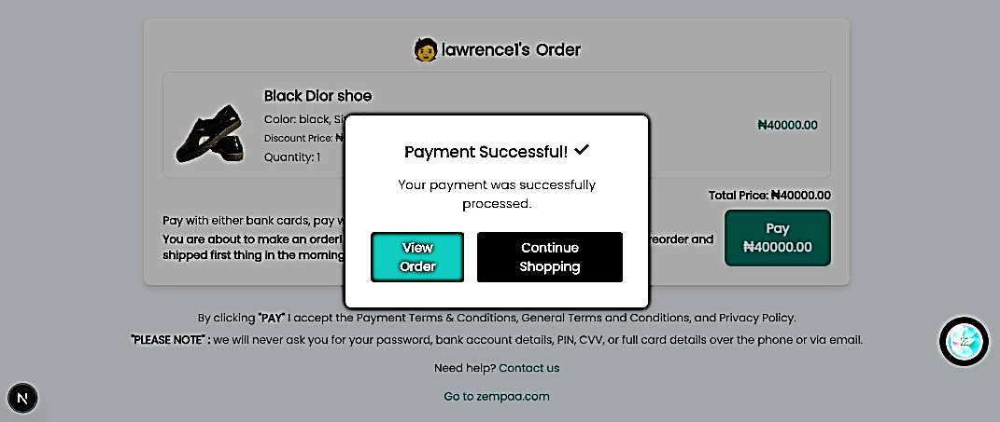 lawrence1's Order
Black Dior shoe
Color: black, Si
Discount Price: ₦
Quantity: 1
₦40000.00
Payment Successful! ✓
Your payment was successfully
processed.
View
Order
Continue
Shopping
Total Price: ₦40000.00
Pay with either bank cards, pay w
You are about to make an order!
reorder and
shipped first thing in the morning
Pay
₦40000.00
By clicking "PAY" I accept the Payment Terms & Conditions, General Terms and Conditions, and Privacy Policy.
"PLEASE NOTE" : we will never ask you for your password, bank account details, PIN, CVV, or full card details over the phone or via email.
Need help? Contact us
Go to zempaa.com
N
Z